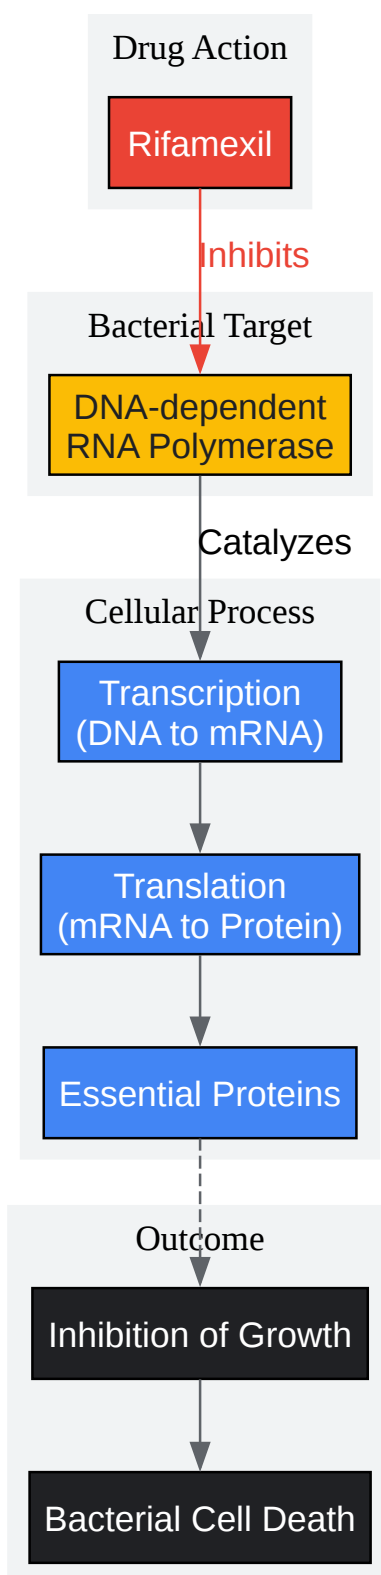 Drug Action
Rifamexil
Inhibits
Bacterial Target
DNA-dependent
RNA Polymerase
Catalyzes
Cellular Process
Transcription
(DNA to mRNA)
Translation
(mRNA to Protein)
Essential Proteins
Outcome
Inhibition of Growth
Bacterial Cell Death